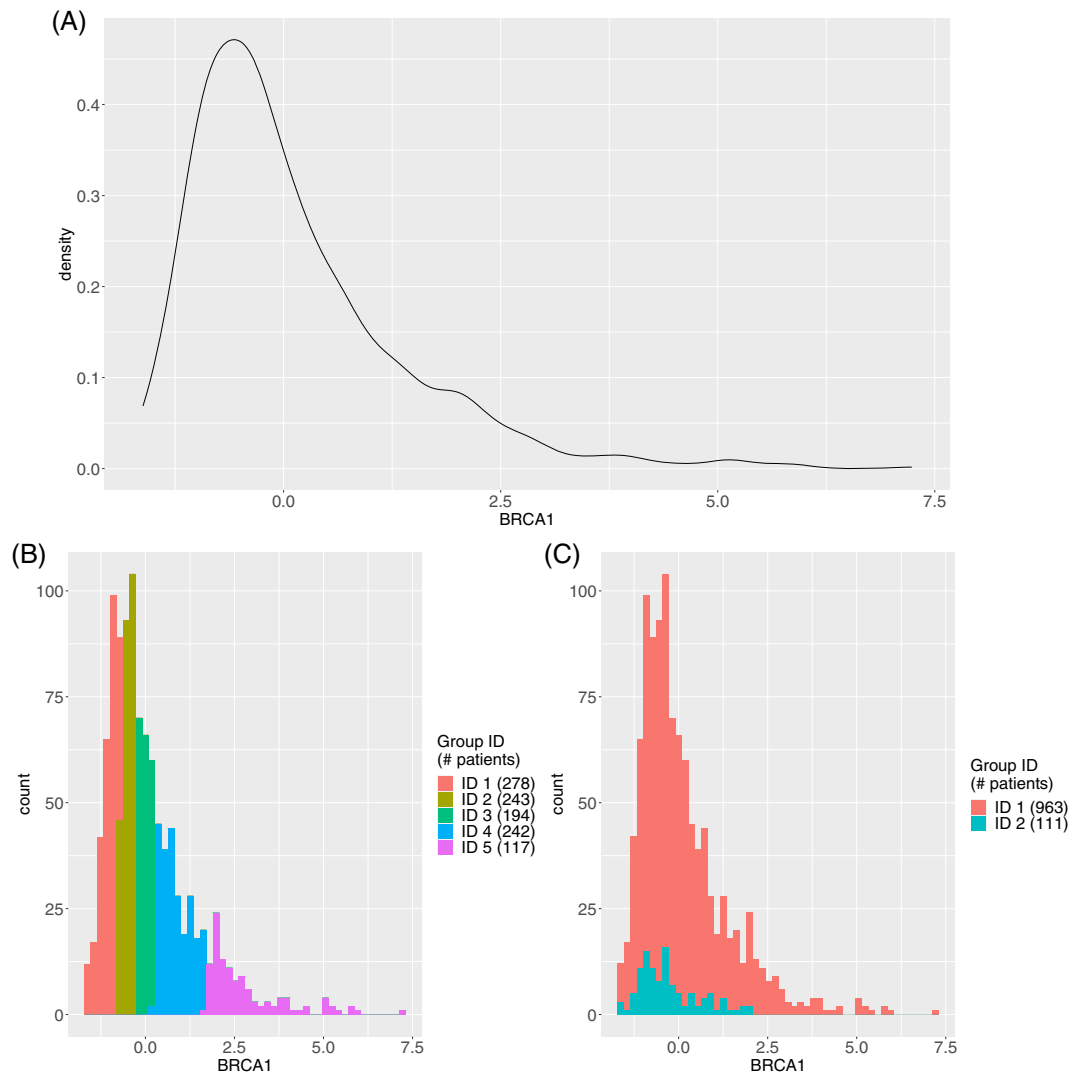 (A)
density
0.4
0.3
0.2
0.1
0.0
0.0 2.5 5.0 7.5
BRCA1
(B)
count
100
75
50
25
0
0.0 2.5 5.0 7.5
BRCA1
Group ID
(# patients)
ID 1 (278)
ID 2 (243)
ID 3 (194)
ID 4 (242)
ID 5 (117)
(C)
count
100
75
50
25
0
0.0 2.5 5.0 7.5
BRCA1
Group ID
(# patients)
ID 1 (963)
ID 2 (111)